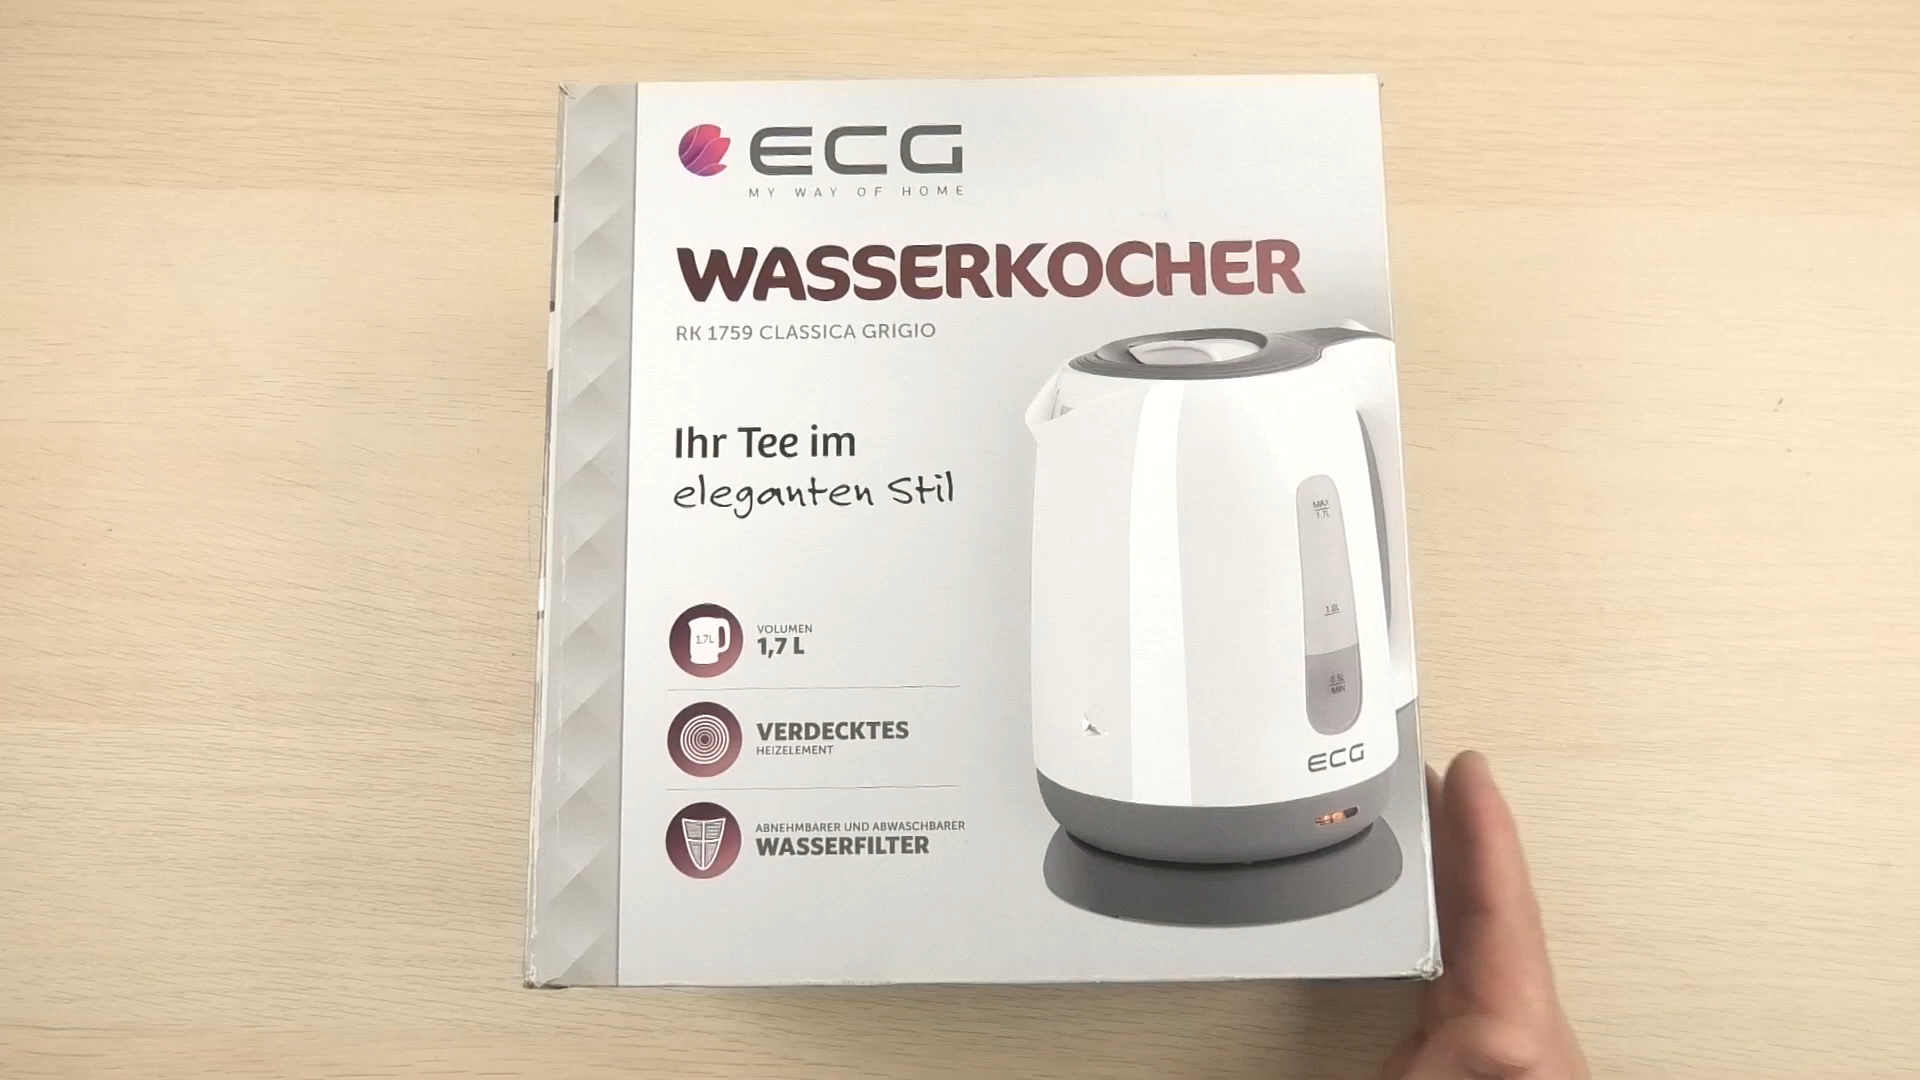 ECG
MY WAY OF HOME
WASSERKOCHER
RK 1759 CLASSICA GRIGIO
Ihr Tee im
eleganten Stil
1,7L
VOLUMEN
1,7 L
VERDECKTES
HEIZELEMENT
ABNEHMBARER UND ABWASCHBARER
WASSERFILTER
MAX
1.7L
1.0L
0.5L
MIN
ECG